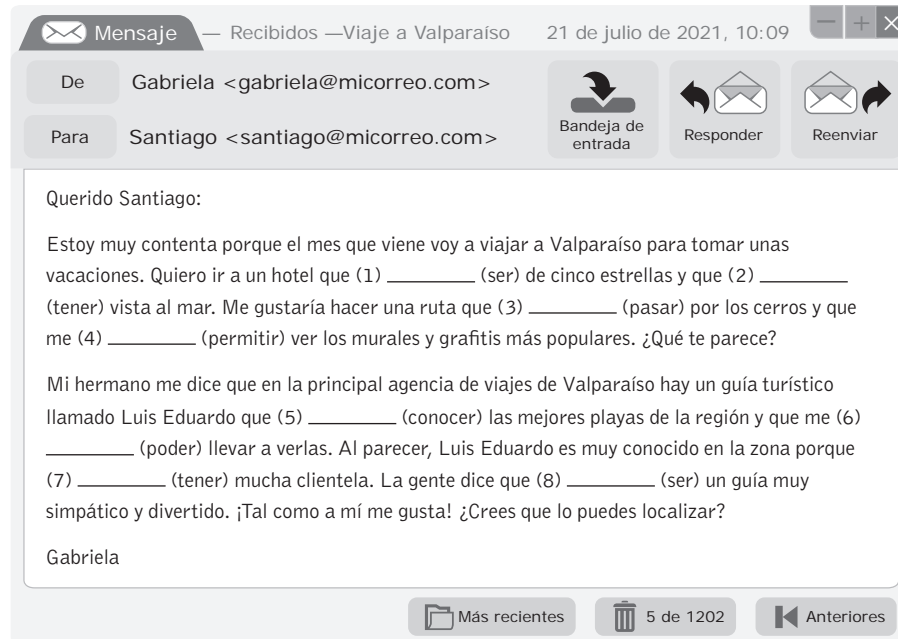 Mensaje — Recibidos —Viaje a Valparaíso 21 de julio de 2021, 10:09
De Gabriela <gabriela@micorreo.com>
Para Santiago <santiago@micorreo.com>
Bandeja de entrada
Responder
Reenviar
Querido Santiago:
Estoy muy contenta porque el mes que viene voy a viajar a Valparaíso para tomar unas
vacaciones. Quiero ir a un hotel que (1) _________ (ser) de cinco estrellas y que (2) _________
(tener) vista al mar. Me gustaría hacer una ruta que (3) _________ (pasar) por los cerros y que
me (4) _________ (permitir) ver los murales y grafitis más populares. ¿Qué te parece?
Mi hermano me dice que en la principal agencia de viajes de Valparaíso hay un guía turístico
llamado Luis Eduardo que (5) _________ (conocer) las mejores playas de la región y que me (6)
_________ (poder) llevar a verlas. Al parecer, Luis Eduardo es muy conocido en la zona porque
(7) _________ (tener) mucha clientela. La gente dice que (8) _________ (ser) un guía muy
simpático y divertido. ¡Tal como a mí me gusta! ¿Crees que lo puedes localizar?
Gabriela
Más recientes 5 de 1202 Anteriores